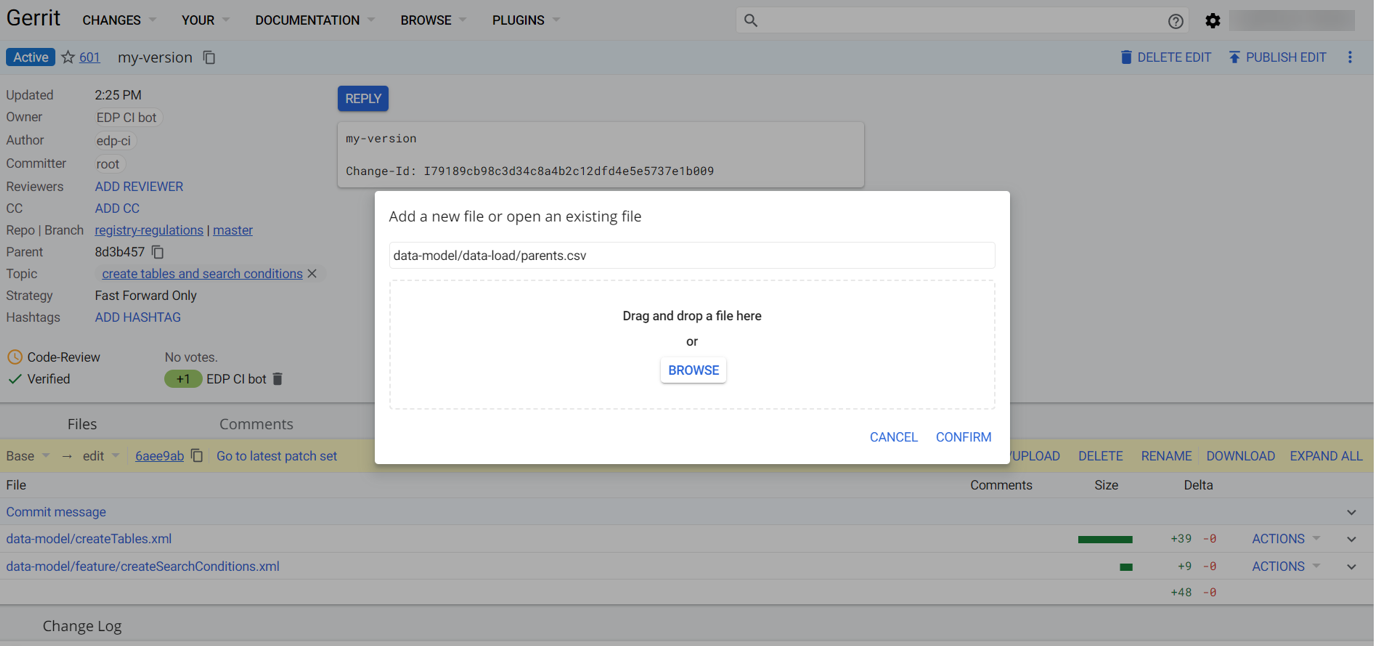 Gerrit CHANGES YOUR DOCUMENTATION BROWSE PLUGINS
Active 601 my-version DELETE EDIT PUBLISH EDIT
Updated 2:25 PM
Owner EDP CI bot
Author edp-ci
Committer root
Reviewers ADD REVIEWER
CC ADD CC
Repo | Branch registry-regulations | master
Parent 8d3b457
Topic create tables and search conditions
Strategy Fast Forward Only
Hashtags ADD HASHTAG
Code-Review No votes.
Verified +1 EDP CI bot
REPLY
my-version
Change-Id: I79189cb98c3d34c8a4b2c12dfd4e5e5737e1b009
Add a new file or open an existing file
data-model/data-load/parents.csv
Drag and drop a file here
or
BROWSE
CANCEL CONFIRM
Files Comments
Base → edit 6aee9ab Go to latest patch set /UPLOAD DELETE RENAME DOWNLOAD EXPAND ALL
File Comments Size Delta
Commit message
data-model/createTables.xml +39 -0 ACTIONS
data-model/feature/createSearchConditions.xml +9 -0 ACTIONS
+48 -0
Change Log